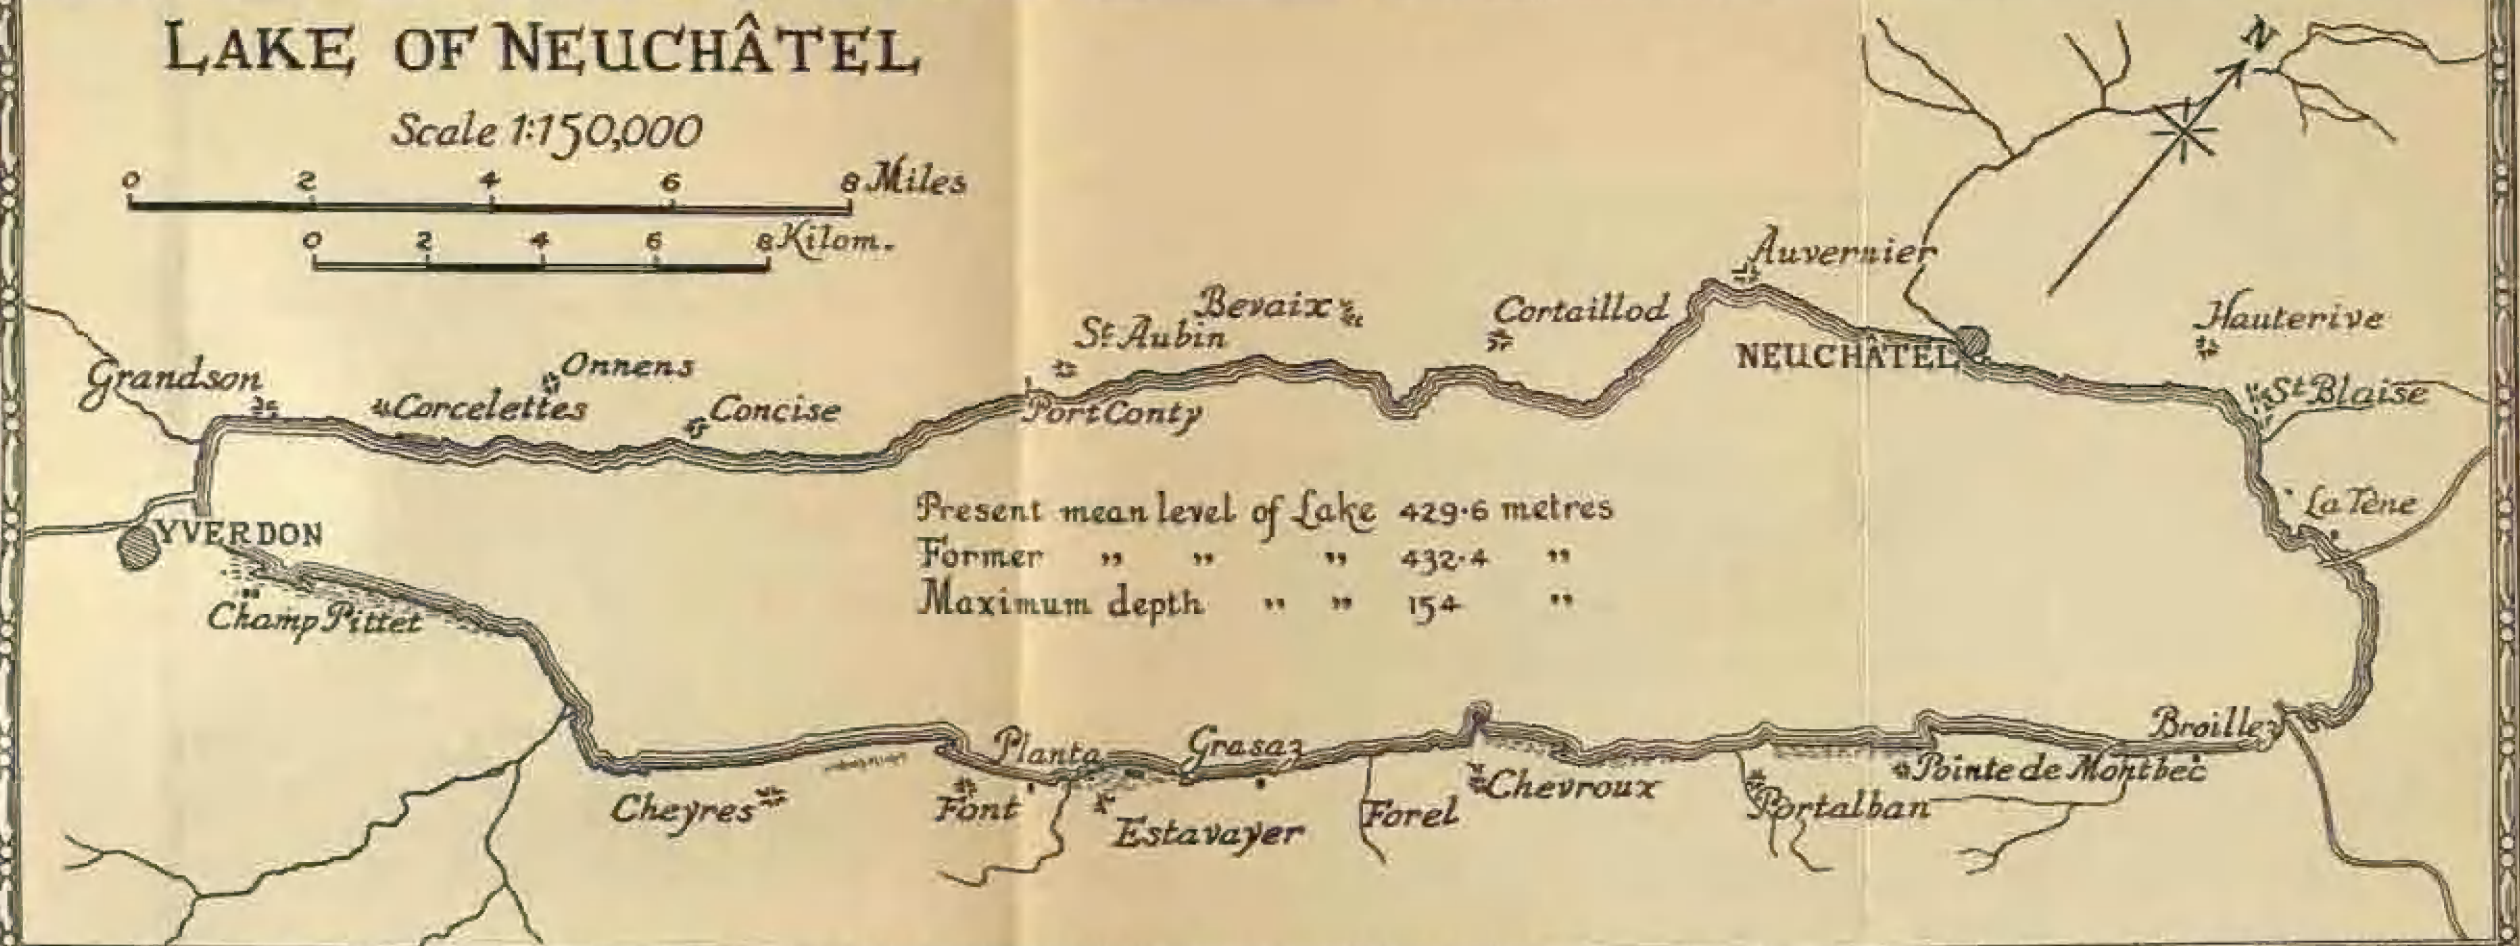 LAKE OF NEUCHÂTEL
Scale 1:150,000
0 2 4 6 8 Miles
0 2 4 6 8 Kilom.
N
Auvernier
Hauterive
Bevaix
Cortaillod
St Aubin
NEUCHÂTEL
Onnens
Grandson
St Blaise
Corcelettes
Concise
Port Conty
La Tène
Present mean level of Lake 429·6 metres
Former „ „ „ 432·4 „
Maximum depth „ „ 154 „
YVERDON
Champ Pittet
Broillez
Planta
Grasaz
Pointe de Montbec
Chevroux
Cheyres
Font
Forel
Portalban
Estavayer